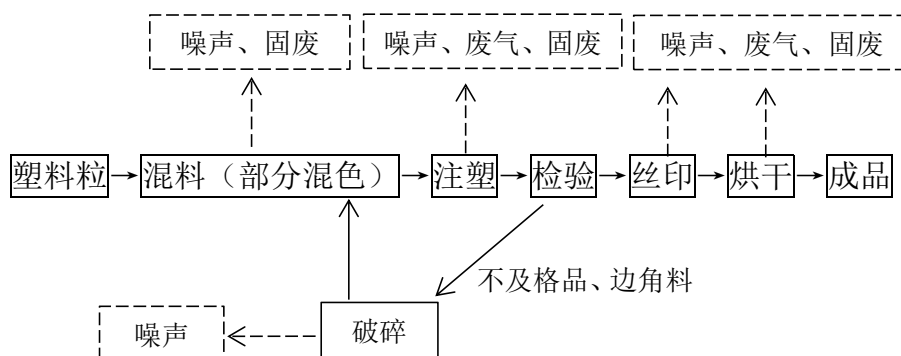 噪声、固废
噪声、废气、固废
噪声、废气、固废
塑料粒
混料（部分混色）
注塑
检验
丝印
烘干
成品
不及格品、边角料
噪声
破碎